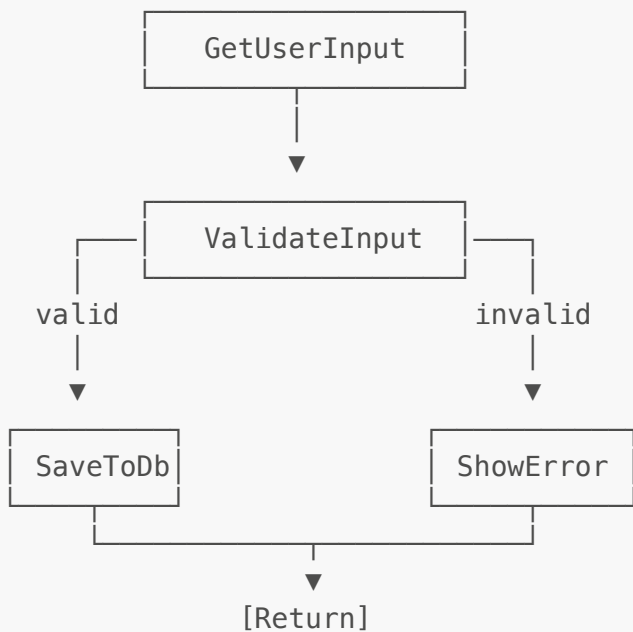 GetUserInput
ValidateInput
valid invalid
SaveToDb ShowError
[Return]